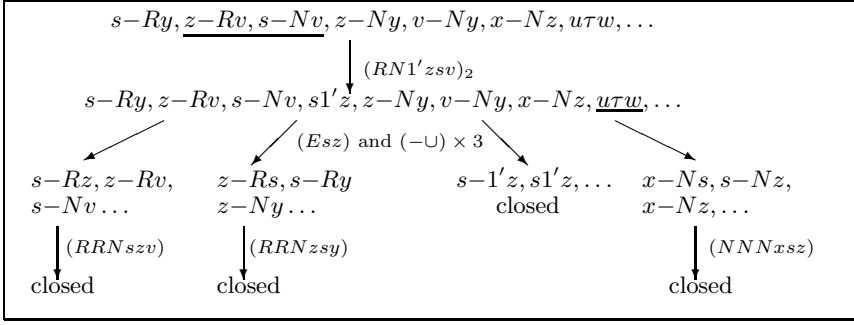 s−Ry, z−Rv, s−Nv, z−Ny, v−Ny, x−Nz, uτw, ...
(RN1′zsv)₂
s−Ry, z−Rv, s−Nv, s1′z, z−Ny, v−Ny, x−Nz, uτw, ...
(Esz) and (−∪) × 3
s−Rz, z−Rv, z−Rs, s−Ry s−1′z, s1′z, ... x−Ns, s−Nz,
s−Nv ... z−Ny ... closed x−Nz, ...
(RRNszv) (RRNzsy) (NNNxsz)
closed closed closed